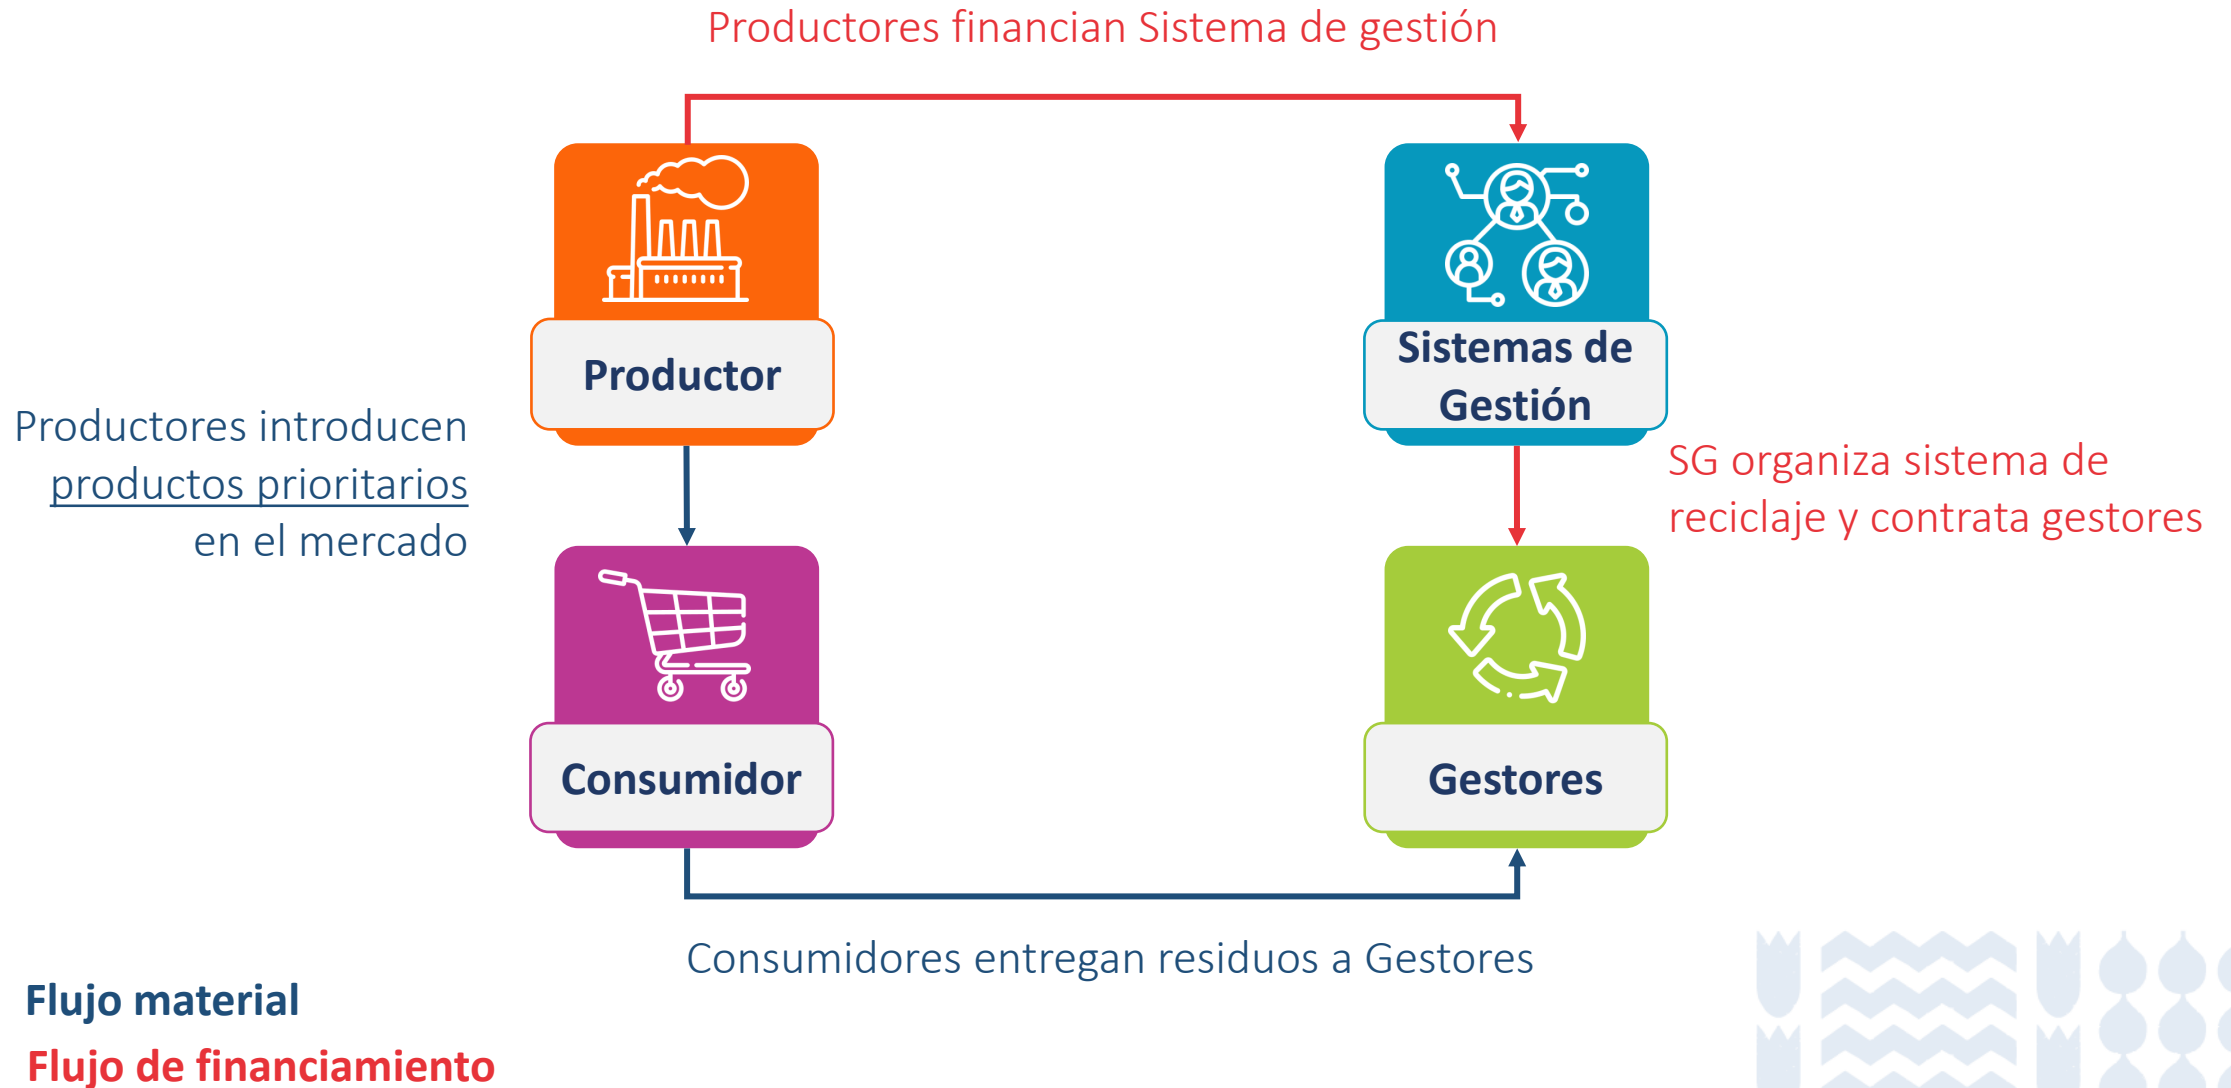 Productores financian Sistema de gestión
Productor
Sistemas de
Gestión
Productores introducen
productos prioritarios
en el mercado
SG organiza sistema de
reciclaje y contrata gestores
Consumidor
Gestores
Consumidores entregan residuos a Gestores
Flujo material
Flujo de financiamiento